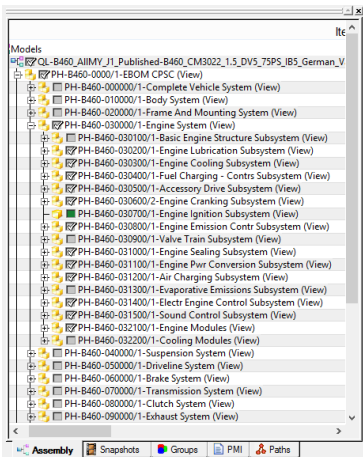 Ite
Models
QL-B460_AIIMY_J1_Published-B460_CM3022_1.5_DV5_75PS_IB5_German_V
PH-B460-0000/1-EBOM CPSC (View)
PH-B460-000000/1-Complete Vehicle System (View)
PH-B460-010000/1-Body System (View)
PH-B460-020000/1-Frame And Mounting System (View)
PH-B460-030000/1-Engine System (View)
PH-B460-030100/1-Basic Engine Structure Subsystem (View)
PH-B460-030200/1-Engine Lubrication Subsystem (View)
PH-B460-030300/1-Engine Cooling Subsystem (View)
PH-B460-030400/1-Fuel Charging - Contrs Subsystem (View)
PH-B460-030500/1-Accessory Drive Subsystem (View)
PH-B460-030600/2-Engine Cranking Subsystem (View)
PH-B460-030700/1-Engine Ignition Subsystem (View)
PH-B460-030800/1-Engine Emission Contr Subsystem (View)
PH-B460-030900/1-Valve Train Subsystem (View)
PH-B460-031000/1-Engine Sealing Subsystem (View)
PH-B460-031100/1-Engine Pwr Conversion Subsystem (View)
PH-B460-031200/1-Air Charging Subsystem (View)
PH-B460-031300/1-Evaporative Emissions Subsystem (View)
PH-B460-031400/1-Electr Engine Control Subsystem (View)
PH-B460-031500/1-Sound Control Subsystem (View)
PH-B460-032100/1-Engine Modules (View)
PH-B460-032200/1-Cooling Modules (View)
PH-B460-040000/1-Suspension System (View)
PH-B460-050000/1-Driveline System (View)
PH-B460-060000/1-Brake System (View)
PH-B460-070000/1-Transmission System (View)
PH-B460-080000/1-Clutch System (View)
PH-B460-090000/1-Exhaust System (View)
Assembly Snapshots Groups PMI Paths